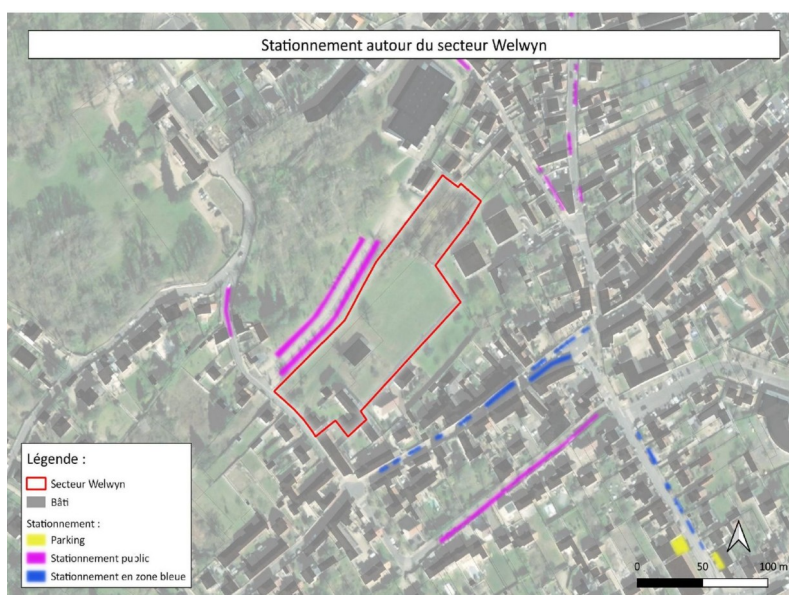 Stationnement autour du secteur Welwyn
Légende :
Secteur Welwyn
Bâti
Stationnement :
Parking
Stationnement public
Stationnement en zone bleue
0 50 100 m